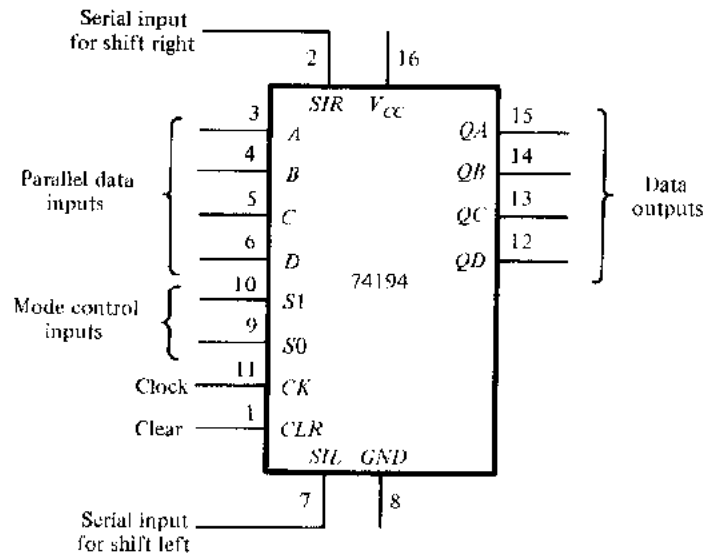 Serial input
for shift right
2
16
SIR
VCC
3
A
4
B
5
C
6
D
10
S1
9
S0
11
CK
1
CLR
SIL
GND
7
8
15
QA
14
QB
13
QC
12
QD
74194
Parallel data
inputs
Mode control
inputs
Clock
Clear
Data
outputs
Serial input
for shift left